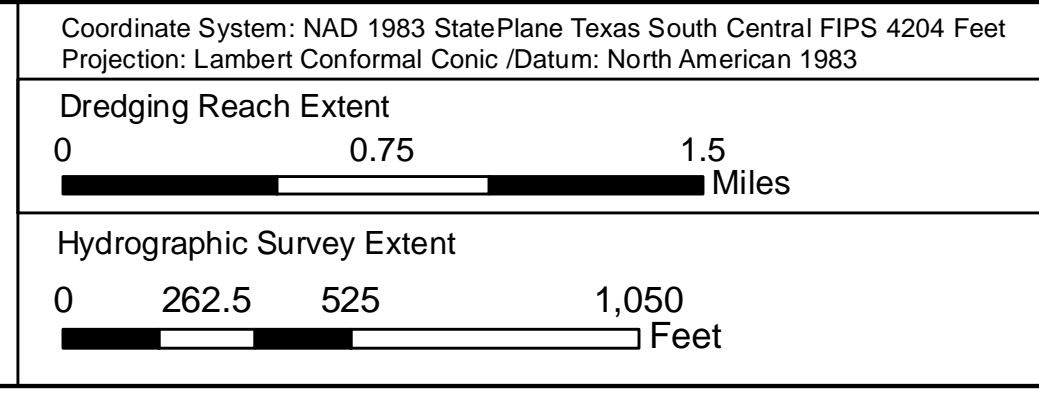 Coordinate System: NAD 1983 StatePlane Texas South Central FIPS 4204 Feet
Projection: Lambert Conformal Conic /Datum: North American 1983
Dredging Reach Extent
0 0.75 1.5
Miles
Hydrographic Survey Extent
0 262.5 525 1,050
Feet